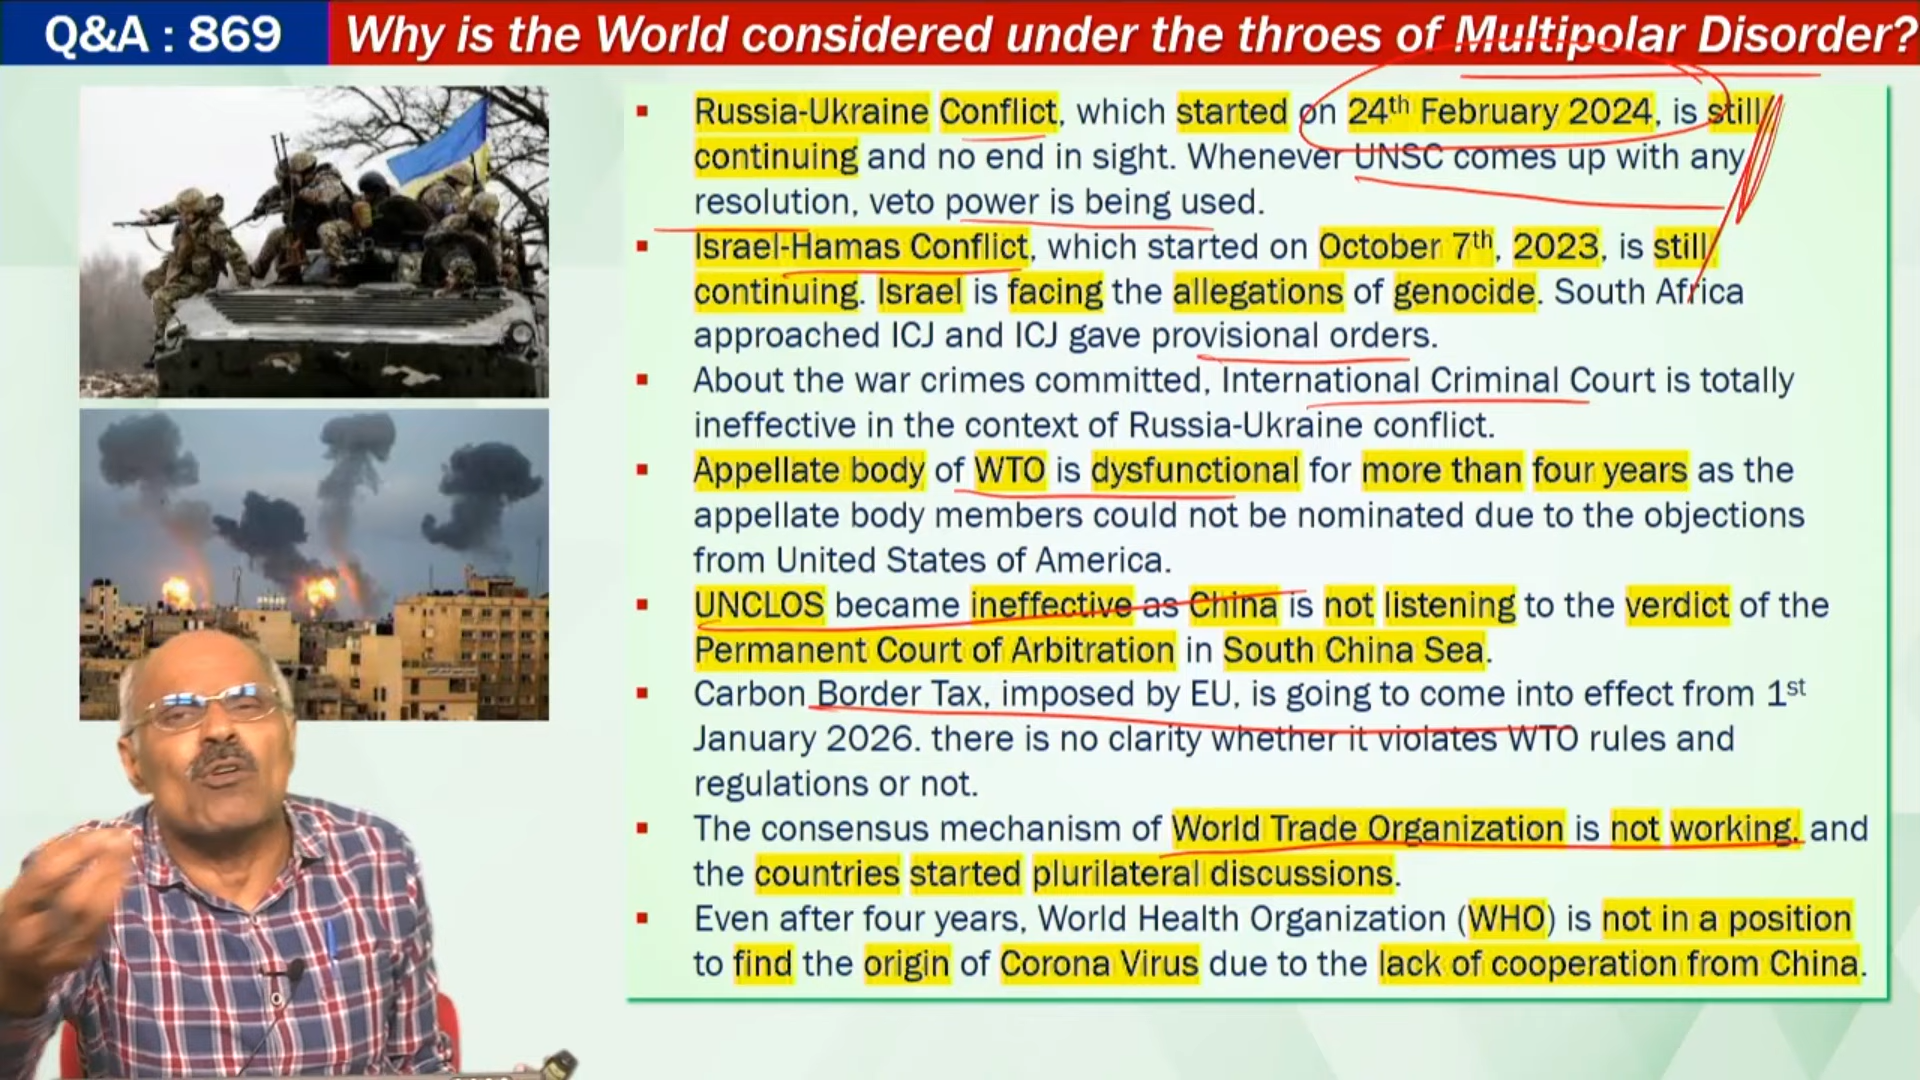 Q&A : 869
Why is the World considered under the throes of Multipolar Disorder?
▪ Russia-Ukraine Conflict, which started on 24th February 2024, is still
continuing and no end in sight. Whenever UNSC comes up with any
resolution, veto power is being used.
▪ Israel-Hamas Conflict, which started on October 7th, 2023, is still
continuing. Israel is facing the allegations of genocide. South Africa
approached ICJ and ICJ gave provisional orders.
▪ About the war crimes committed, International Criminal Court is totally
ineffective in the context of Russia-Ukraine conflict.
▪ Appellate body of WTO is dysfunctional for more than four years as the
appellate body members could not be nominated due to the objections
from United States of America.
▪ UNCLOS became ineffective as China is not listening to the verdict of the
Permanent Court of Arbitration in South China Sea.
▪ Carbon Border Tax, imposed by EU, is going to come into effect from 1st
January 2026. there is no clarity whether it violates WTO rules and
regulations or not.
▪ The consensus mechanism of World Trade Organization is not working. and
the countries started plurilateral discussions.
▪ Even after four years, World Health Organization (WHO) is not in a position
to find the origin of Corona Virus due to the lack of cooperation from China.